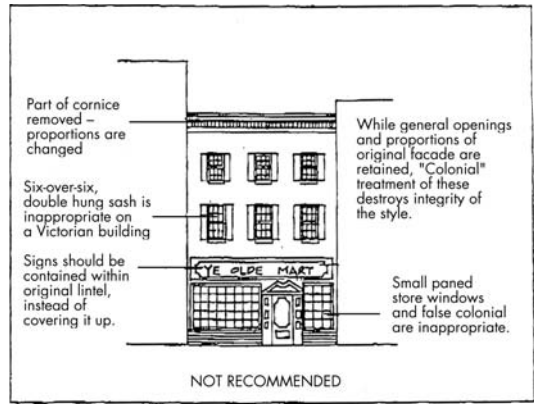 Part of cornice
removed –
proportions are
changed
Six-over-six,
double hung sash is
inappropriate on
a Victorian building
Signs should be
contained within
original lintel,
instead of
covering it up.
While general openings
and proportions of
original facade are
retained, "Colonial"
treatment of these
destroys integrity of
the style.
YE OLDE MART
Small paned
store windows
and false colonial
are inappropriate.
NOT RECOMMENDED